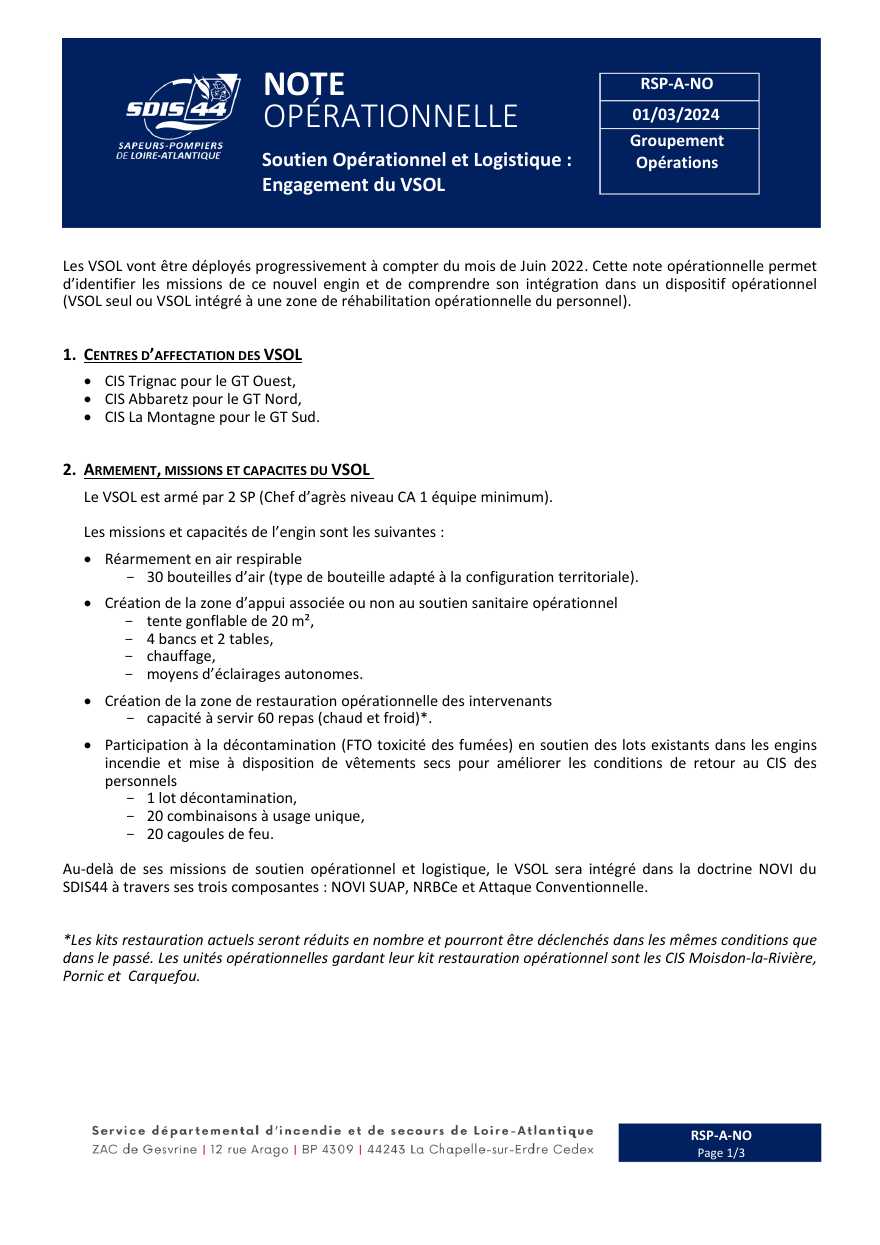 SDIS 44
SAPEURS-POMPIERS
DE LOIRE-ATLANTIQUE
NOTE
OPÉRATIONNELLE
Soutien Opérationnel et Logistique :
Engagement du VSOL
RSP-A-NO
01/03/2024
Groupement
Opérations
Les VSOL vont être déployés progressivement à compter du mois de Juin 2022. Cette note opérationnelle permet
d’identifier les missions de ce nouvel engin et de comprendre son intégration dans un dispositif opérationnel
(VSOL seul ou VSOL intégré à une zone de réhabilitation opérationnelle du personnel).
1. CENTRES D’AFFECTATION DES VSOL
• CIS Trignac pour le GT Ouest,
• CIS Abbaretz pour le GT Nord,
• CIS La Montagne pour le GT Sud.
2. ARMEMENT, MISSIONS ET CAPACITES DU VSOL
Le VSOL est armé par 2 SP (Chef d’agrès niveau CA 1 équipe minimum).
Les missions et capacités de l’engin sont les suivantes :
• Réarmement en air respirable
− 30 bouteilles d’air (type de bouteille adapté à la configuration territoriale).
• Création de la zone d’appui associée ou non au soutien sanitaire opérationnel
− tente gonflable de 20 m²,
− 4 bancs et 2 tables,
− chauffage,
− moyens d’éclairages autonomes.
• Création de la zone de restauration opérationnelle des intervenants
− capacité à servir 60 repas (chaud et froid)*.
• Participation à la décontamination (FTO toxicité des fumées) en soutien des lots existants dans les engins
incendie et mise à disposition de vêtements secs pour améliorer les conditions de retour au CIS des
personnels
− 1 lot décontamination,
− 20 combinaisons à usage unique,
− 20 cagoules de feu.
Au-delà de ses missions de soutien opérationnel et logistique, le VSOL sera intégré dans la doctrine NOVI du
SDIS44 à travers ses trois composantes : NOVI SUAP, NRBCe et Attaque Conventionnelle.
*Les kits restauration actuels seront réduits en nombre et pourront être déclenchés dans les mêmes conditions que
dans le passé. Les unités opérationnelles gardant leur kit restauration opérationnel sont les CIS Moisdon-la-Rivière,
Pornic et Carquefou.
Service départemental d’incendie et de secours de Loire-Atlantique
ZAC de Gesvrine | 12 rue Arago | BP 4309 | 44243 La Chapelle-sur-Erdre Cedex
RSP-A-NO
Page 1/3